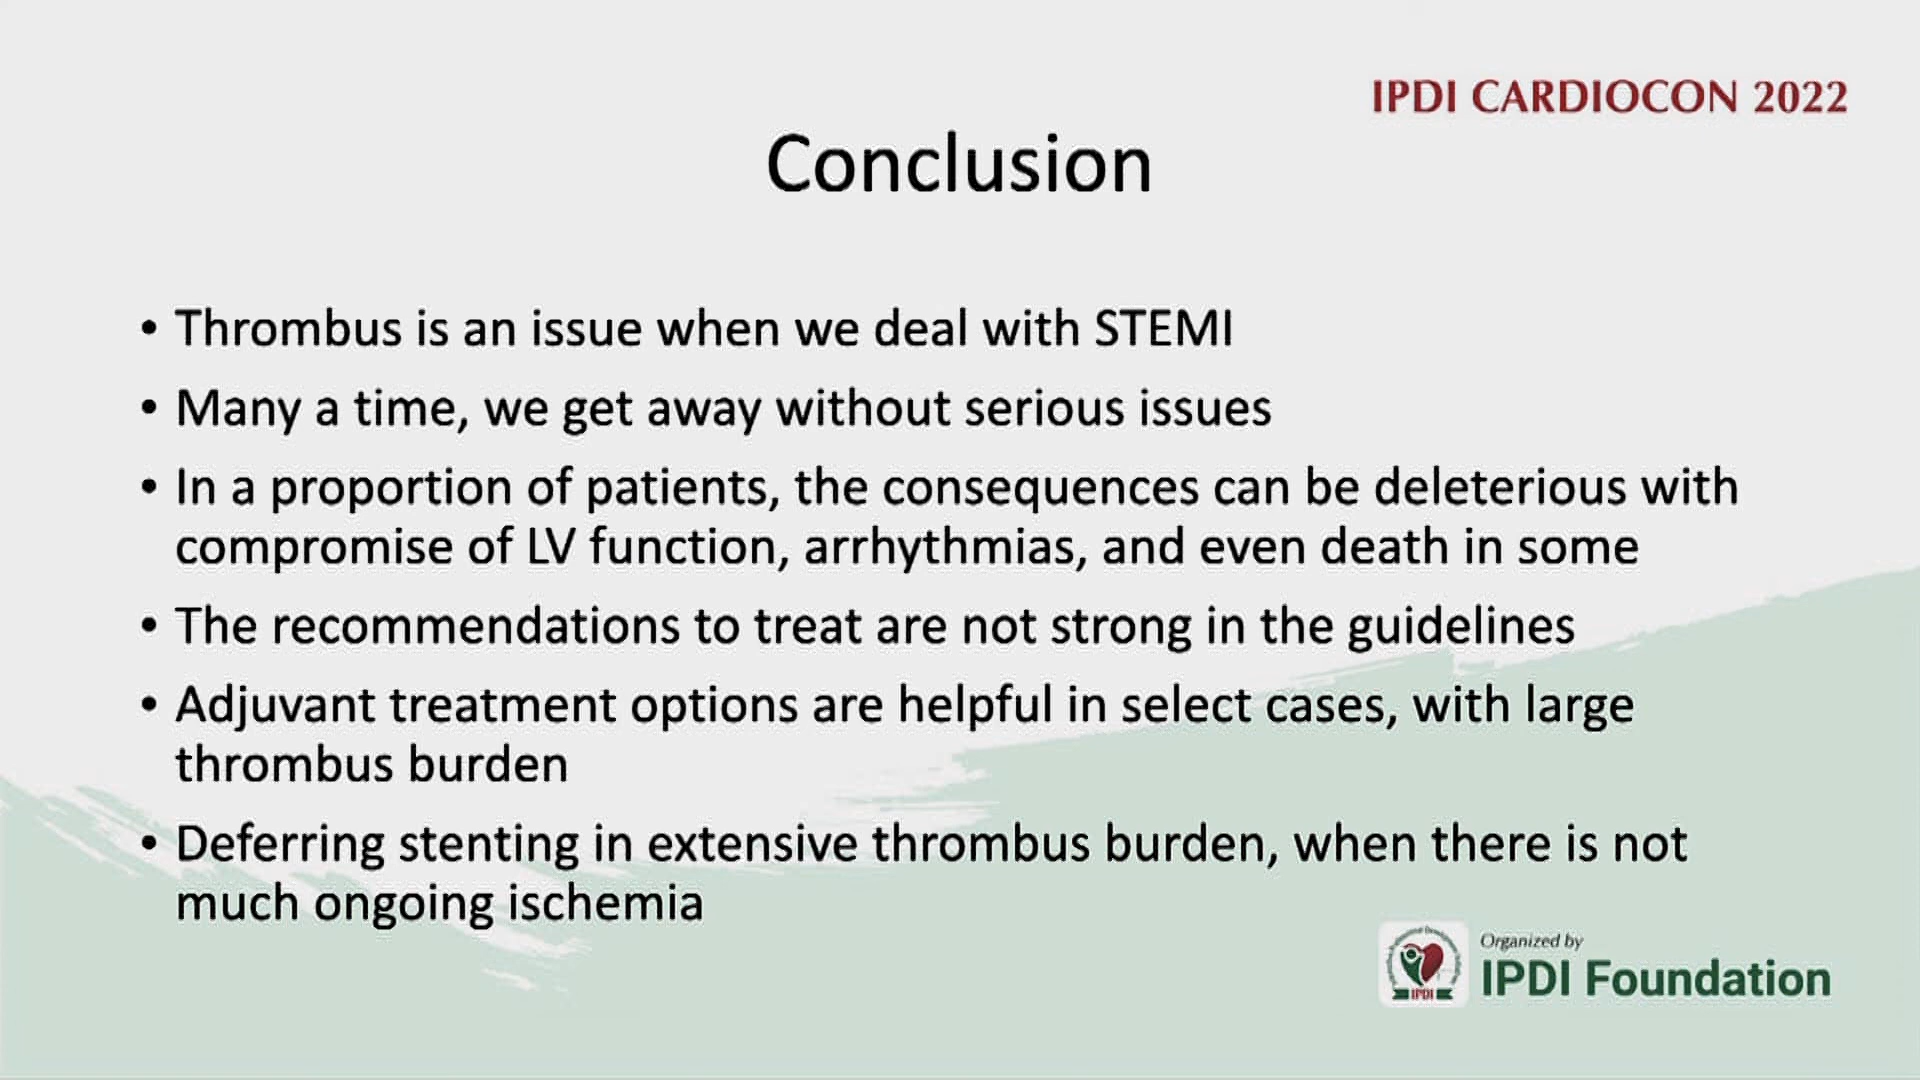 IPDI CARDIOCON 2022
Conclusion
• Thrombus is an issue when we deal with STEMI
• Many a time, we get away without serious issues
• In a proportion of patients, the consequences can be deleterious with
compromise of LV function, arrhythmias, and even death in some
• The recommendations to treat are not strong in the guidelines
• Adjuvant treatment options are helpful in select cases, with large
thrombus burden
• Deferring stenting in extensive thrombus burden, when there is not
much ongoing ischemia
Organized by
IPDI Foundation
IPDI